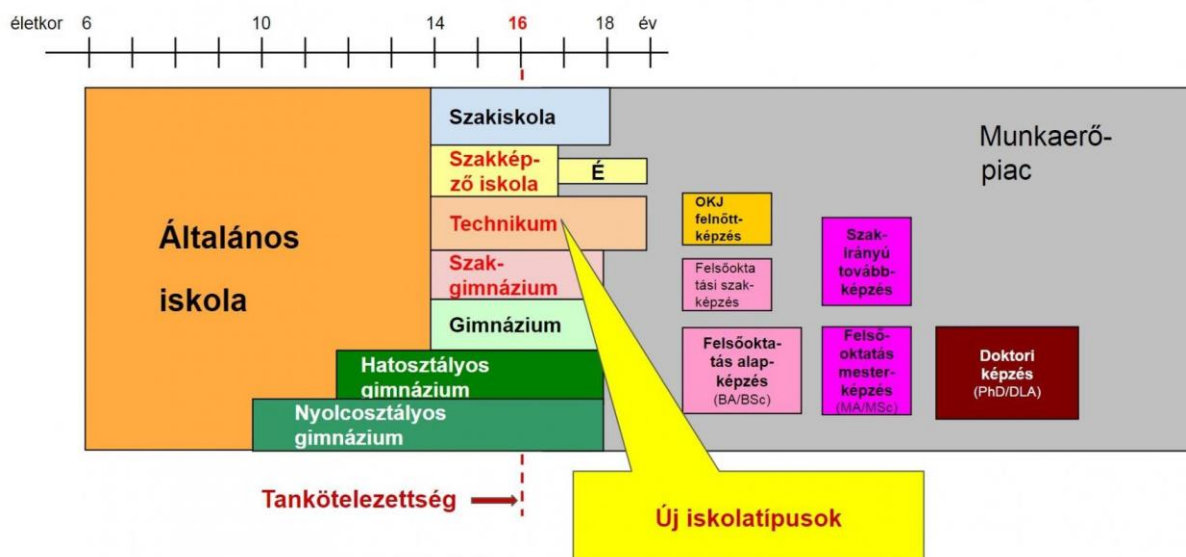 életkor 6 10 14 16 18 év
Szakiskola
Szakkép-
ző iskola
É
Technikum
Szak-
gimnázium
Gimnázium
Hatosztályos
gimnázium
Nyolcosztályos
gimnázium
Általános
iskola
Munkaerő-
piac
OKJ
felnőtt-
képzés
Felsőokta
tási szak-
képzés
Felsőokta-
tás alap-
képzés
(BA/BSc)
Szak-
irányú
tovább-
képzés
Felső-
oktatás
mester-
képzés
(MA/MSc)
Doktori
képzés
(PhD/DLA)
Tankötelezettség
Új iskolatípusok